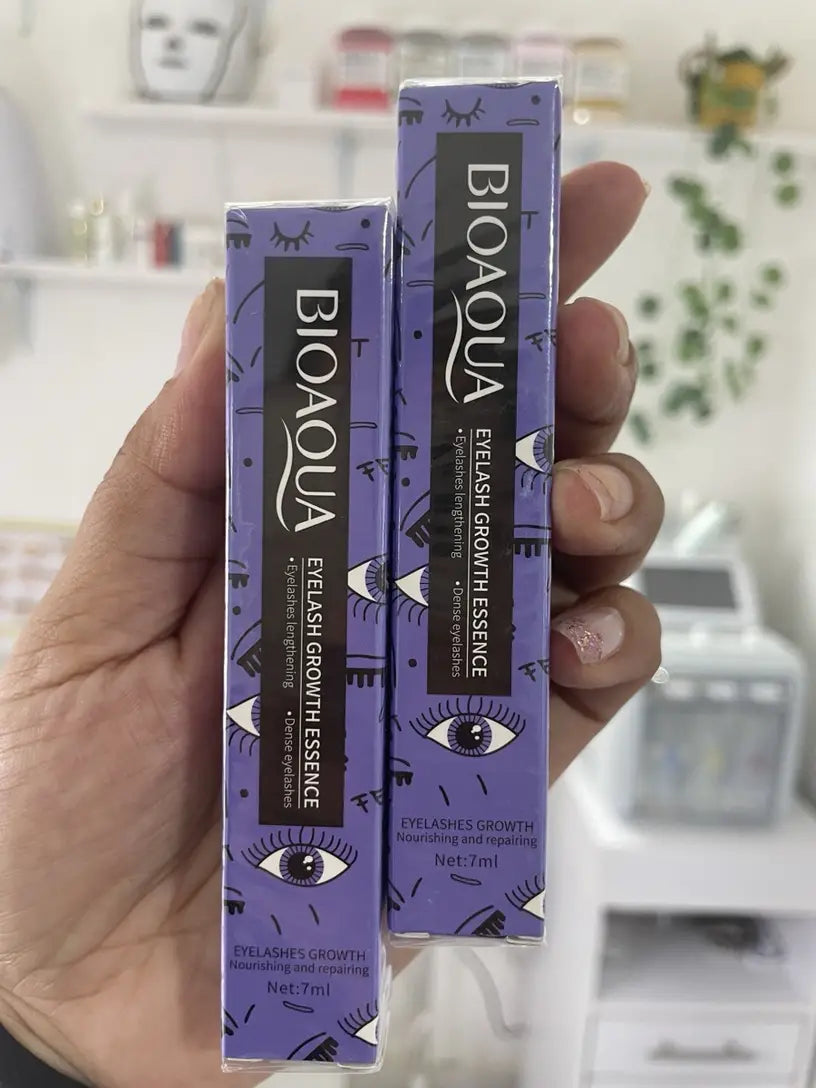 BIOAQUA
EYELASH GROWTH ESSENCE
• Eyelashes lengthening • Dense eyelashes
EYELASHES GROWTH
Nourishing and repairing
Net:7ml
BIOAQUA
EYELASH GROWTH ESSENCE
• Eyelashes lengthening • Dense eyelashes
EYELASHES GROWTH
Nourishing and repairing
Net:7ml